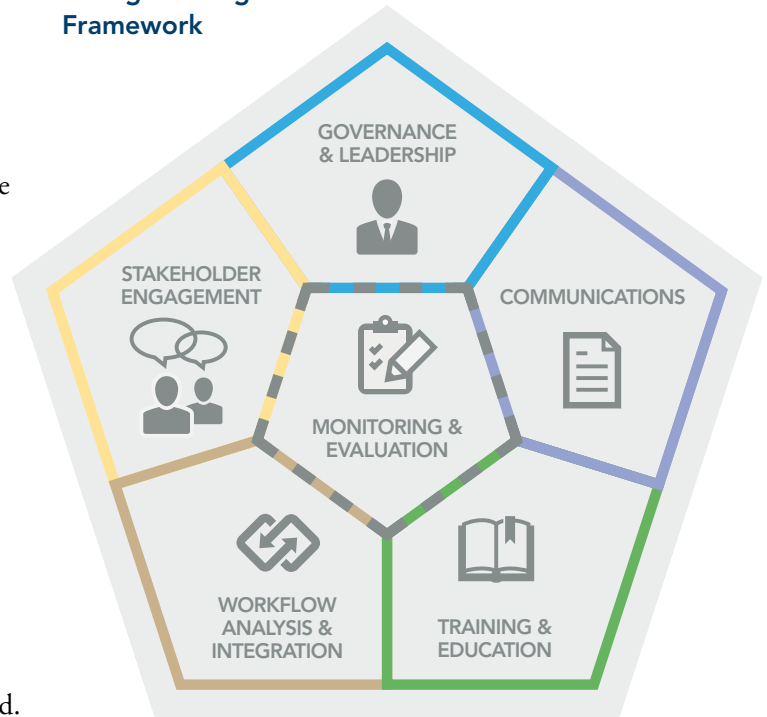 Framework
GOVERNANCE
& LEADERSHIP
e
STAKEHOLDER
ENGAGEMENT
COMMUNICATIONS
MONITORING &
EVALUATION
WORKFLOW
ANALYSIS &
INTEGRATION
TRAINING &
EDUCATION
d.